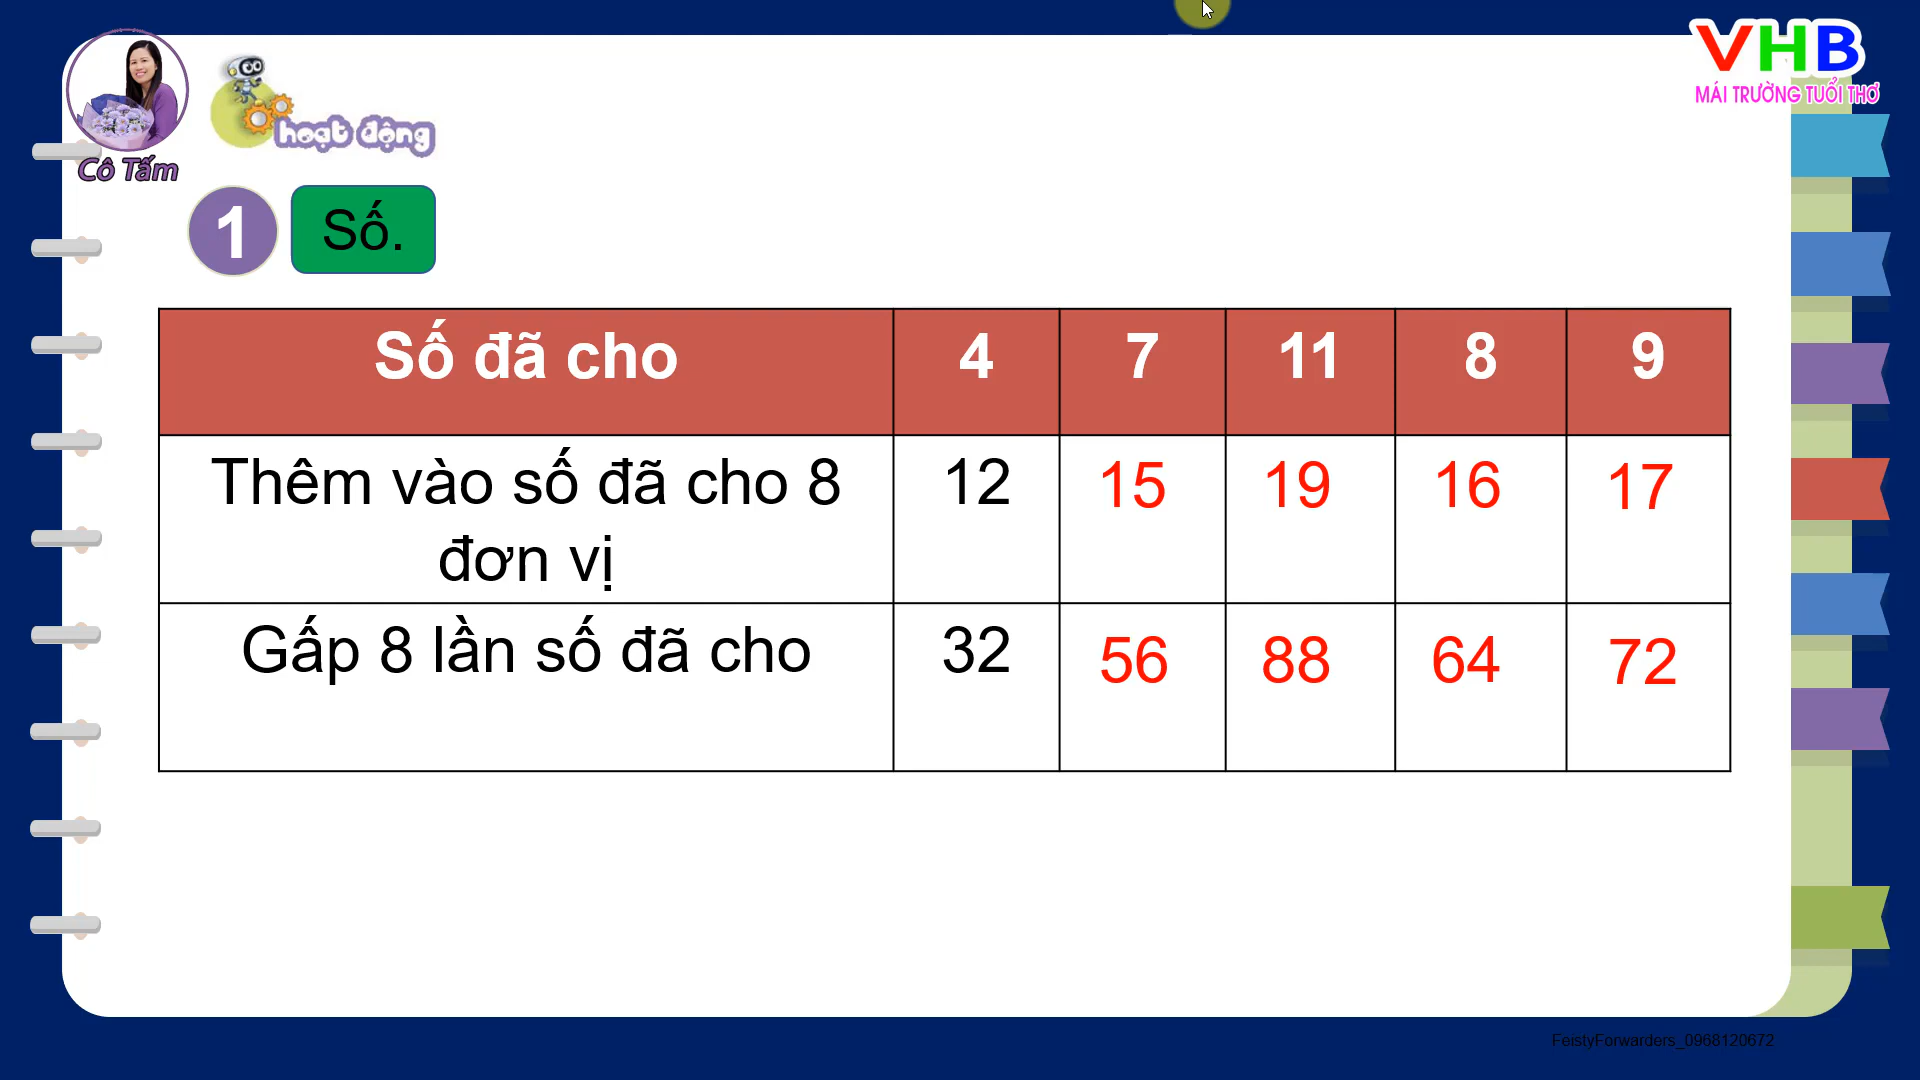 VHB
MÁI TRƯỜNG TUỔI THƠ
hoạt động
Cô Tấm
1 Số.
Số đã cho 4 7 11 8 9
Thêm vào số đã cho 8 12 15 19 16 17
đơn vị
Gấp 8 lần số đã cho 32 56 88 64 72
FeistyForwarders_0968120672